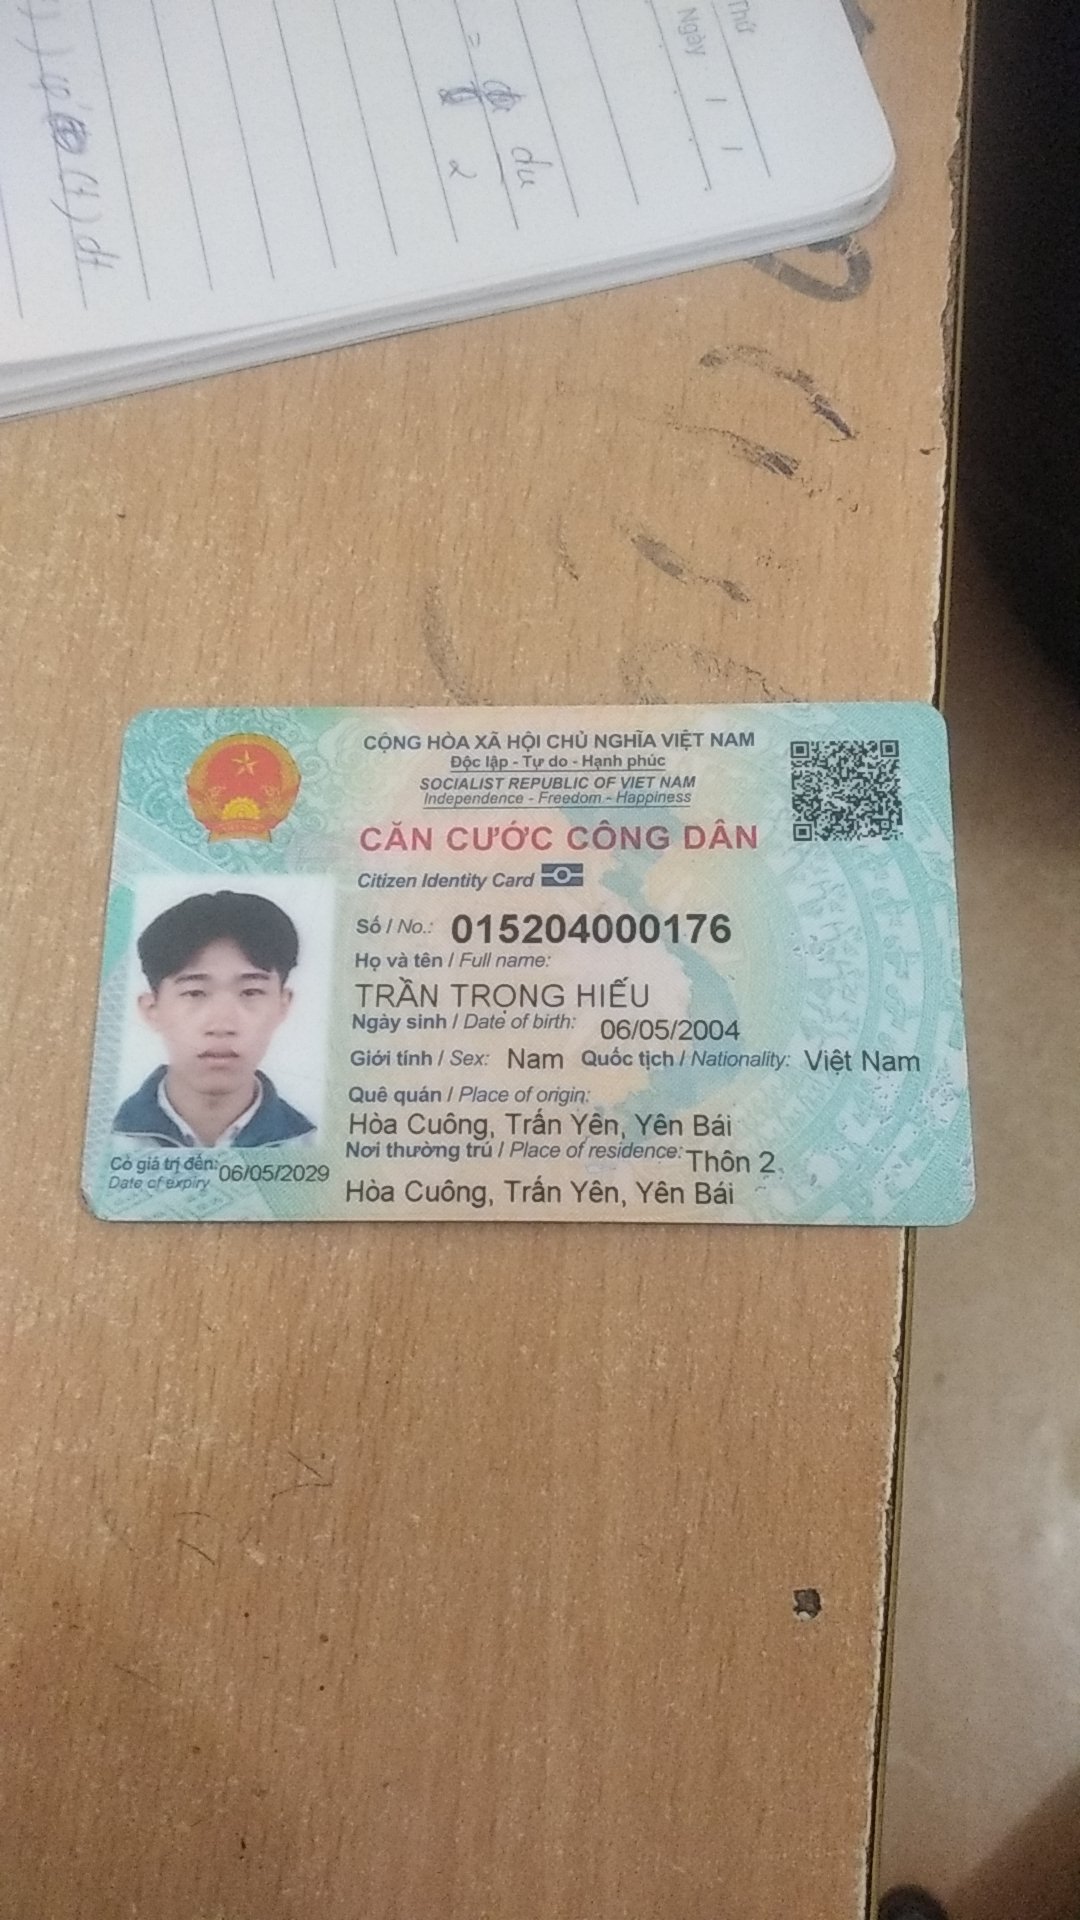 Thứ
Ngày
du
= 2
(t) dt
CỘNG HÒA XÃ HỘI CHỦ NGHĨA VIỆT NAM
Độc lập - Tự do - Hạnh phúc
SOCIALIST REPUBLIC OF VIET NAM
Independence - Freedom - Happiness
CĂN CƯỚC CÔNG DÂN
Citizen Identity Card
Số / No.: 015204000176
Họ và tên / Full name:
TRẦN TRỌNG HIẾU
Ngày sinh / Date of birth: 06/05/2004
Giới tính / Sex: Nam Quốc tịch / Nationality: Việt Nam
Quê quán / Place of origin:
Hòa Cuông, Trấn Yên, Yên Bái
Nơi thường trú / Place of residence: Thôn 2
Hòa Cuông, Trấn Yên, Yên Bái
Có giá trị đến: 06/05/2029
Date of expiry